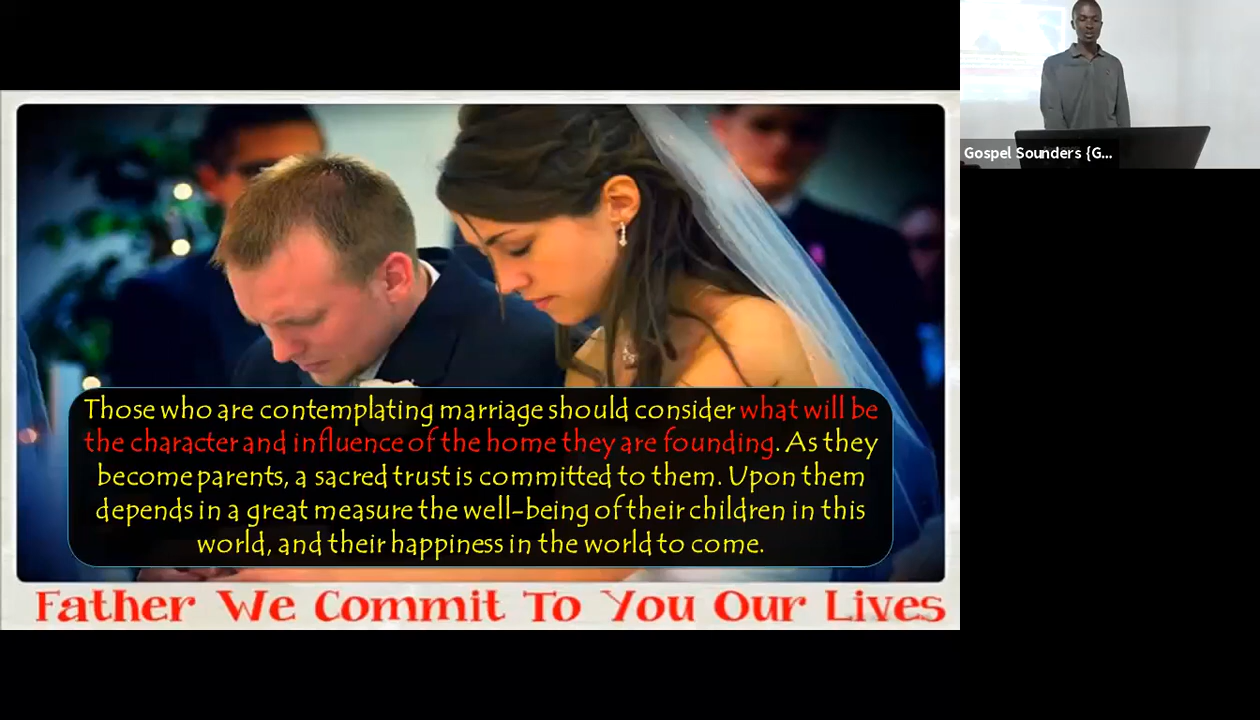 Those who are contemplating marriage should consider what will be
the character and influence of the home they are founding. As they
become parents, a sacred trust is committed to them. Upon them
depends in a great measure the well-being of their children in this
world, and their happiness in the world to come.
Father We Commit To You Our Lives
Gospel Sounders {G...